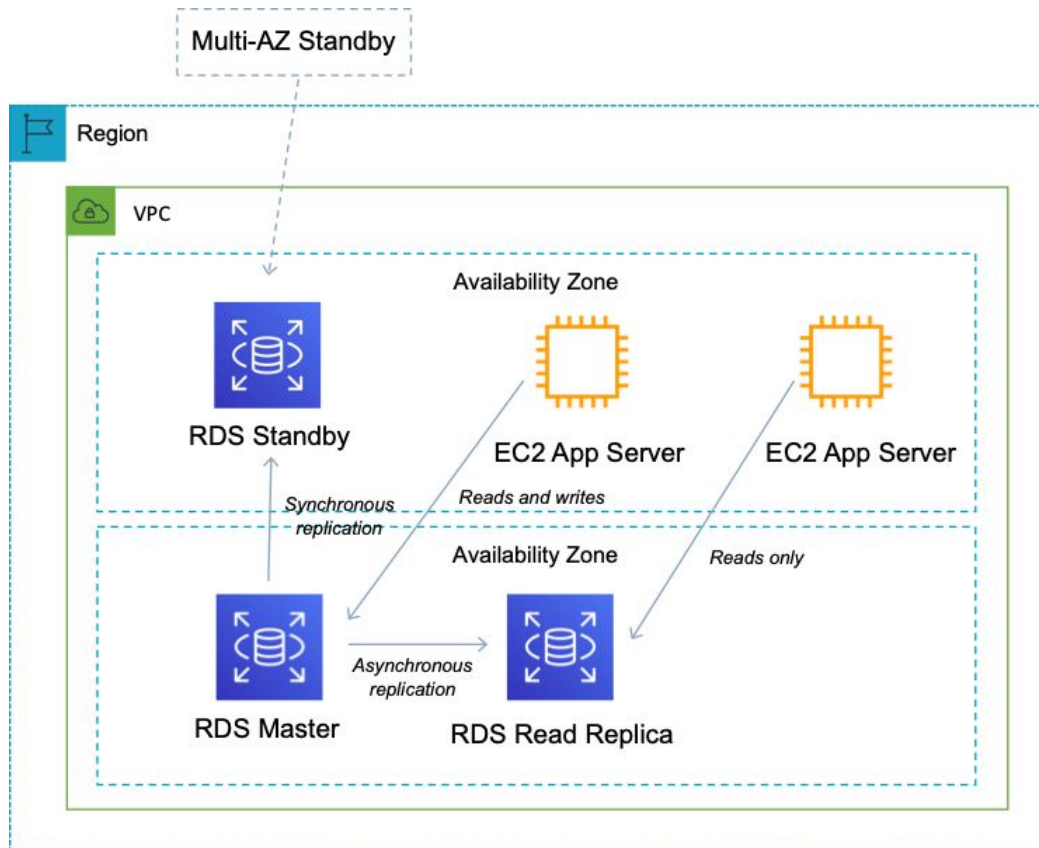 Multi-AZ Standby
Region
VPC
Availability Zone
RDS Standby
EC2 App Server
EC2 App Server
Synchronous
replication
Reads and writes
Availability Zone
Reads only
Asynchronous
replication
RDS Master
RDS Read Replica